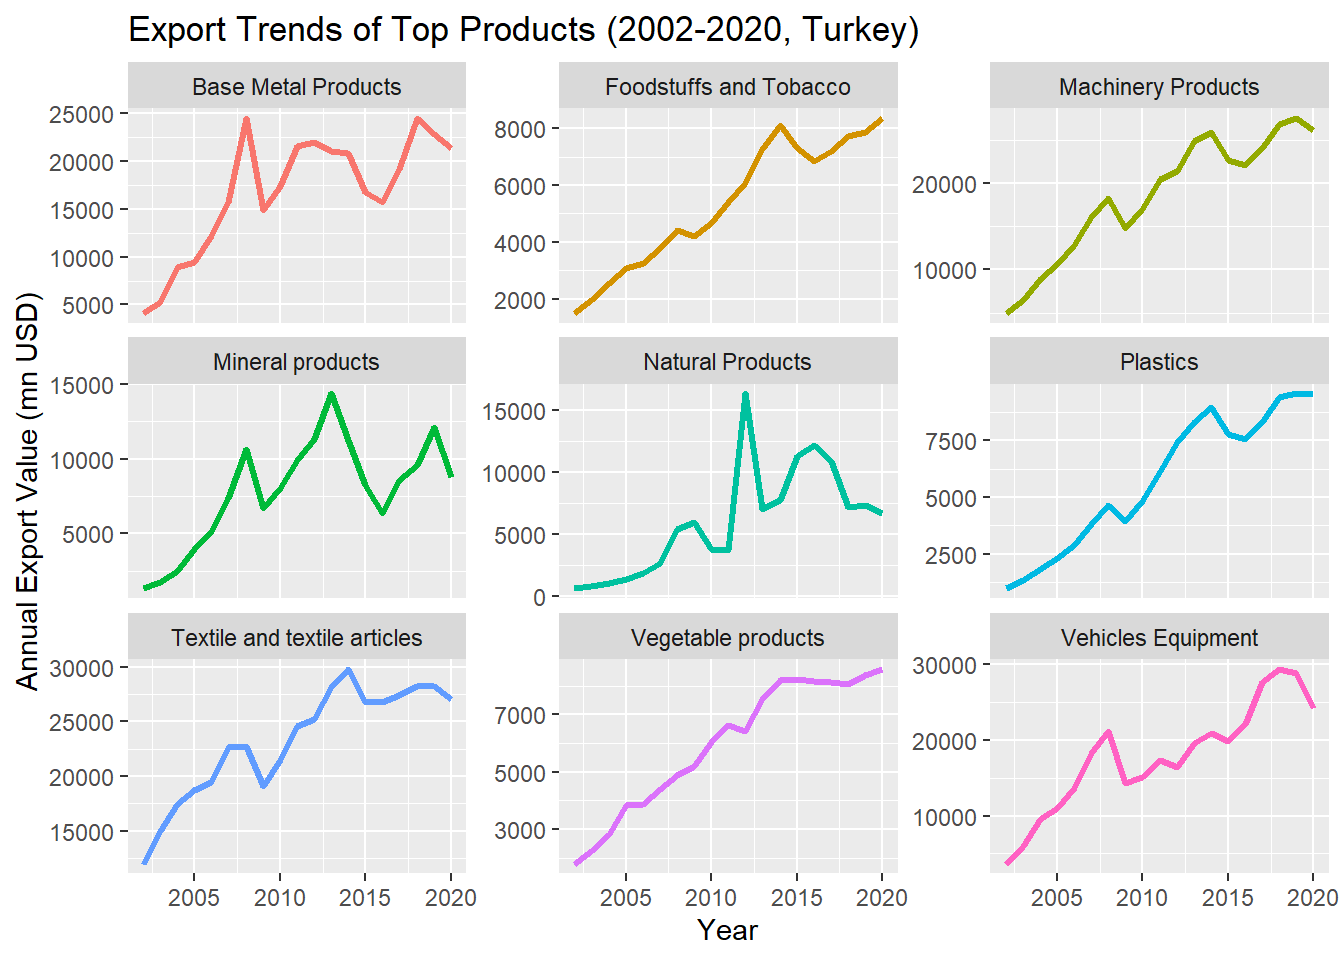 Export Trends of Top Products (2002-2020, Turkey)
Base Metal Products
Foodstuffs and Tobacco
Machinery Products
25000
20000
15000
10000
5000
8000
6000
4000
2000
20000
10000
Mineral products
Natural Products
Plastics
15000
10000
5000
15000
10000
5000
0
7500
5000
2500
Textile and textile articles
Vegetable products
Vehicles Equipment
30000
25000
20000
15000
7000
5000
3000
30000
20000
10000
2005 2010 2015 2020
2005 2010 2015 2020
2005 2010 2015 2020
Year
Annual Export Value (mn USD)